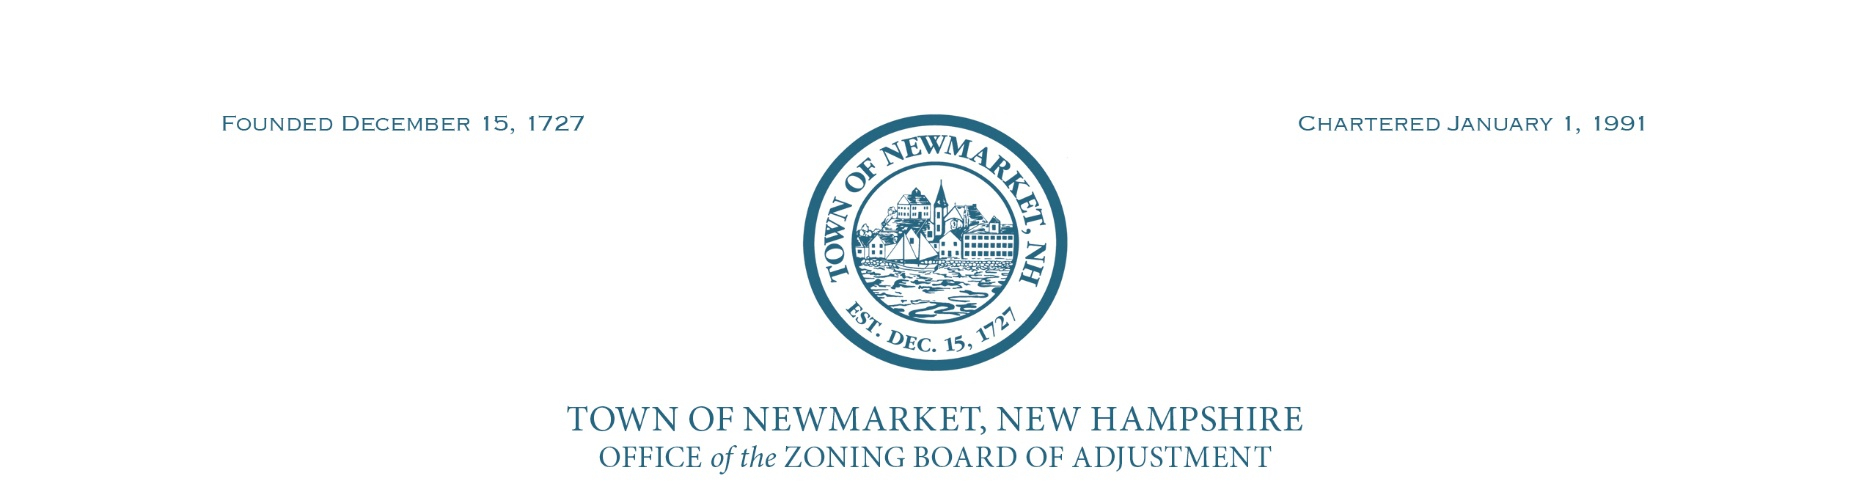 FOUNDED DECEMBER 15, 1727
CHARTERED JANUARY 1, 1991
TOWN OF NEWMARKET, NH
EST. DEC. 15, 1727
TOWN OF NEWMARKET, NEW HAMPSHIRE
OFFICE of the ZONING BOARD OF ADJUSTMENT